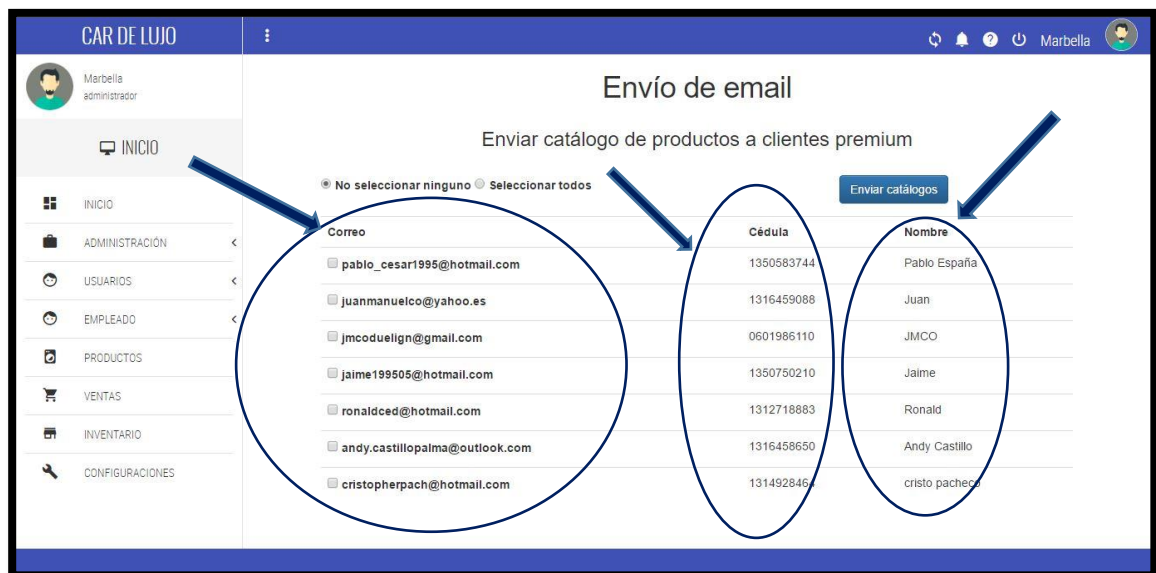 CAR DE LUJO
Marbella
Marbella
administrador
INICIO
INICIO
ADMINISTRACIÓN
USUARIOS
EMPLEADO
PRODUCTOS
VENTAS
INVENTARIO
CONFIGURACIONES
Envío de email
Enviar catálogo de productos a clientes premium
No seleccionar ninguno Seleccionar todos
Enviar catálogos
Correo Cédula Nombre
pablo_cesar1995@hotmail.com 1350583744 Pablo España
juanmanuelco@yahoo.es 1316459088 Juan
jmcoduelign@gmail.com 0601986110 JMCO
jaime199505@hotmail.com 1350750210 Jaime
ronaldced@hotmail.com 1312718883 Ronald
andy.castillopalma@outlook.com 1316458650 Andy Castillo
cristopherpach@hotmail.com 1314928464 cristo pacheco